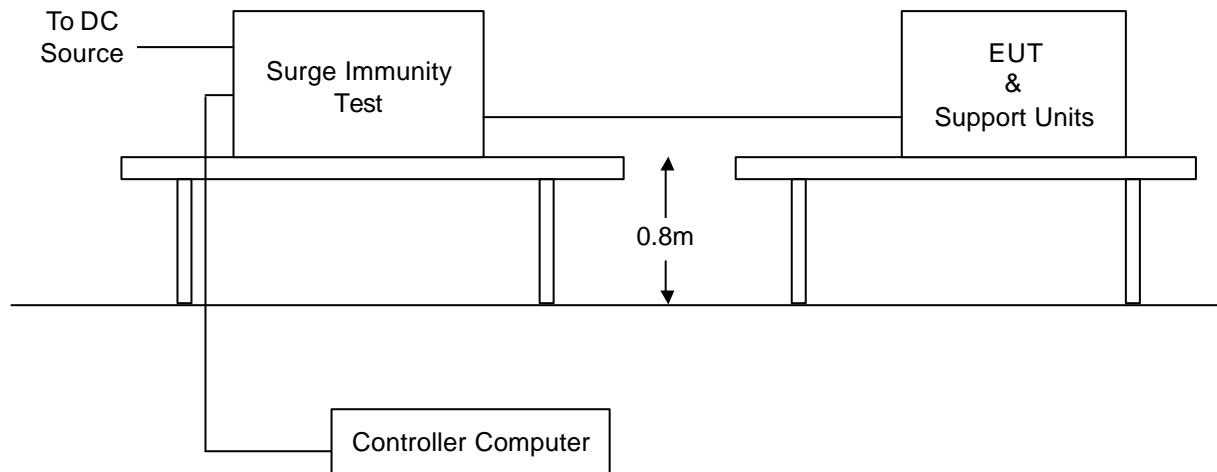 To DC
Source
Surge Immunity
Test
EUT
&
Support Units
0.8m
Controller Computer